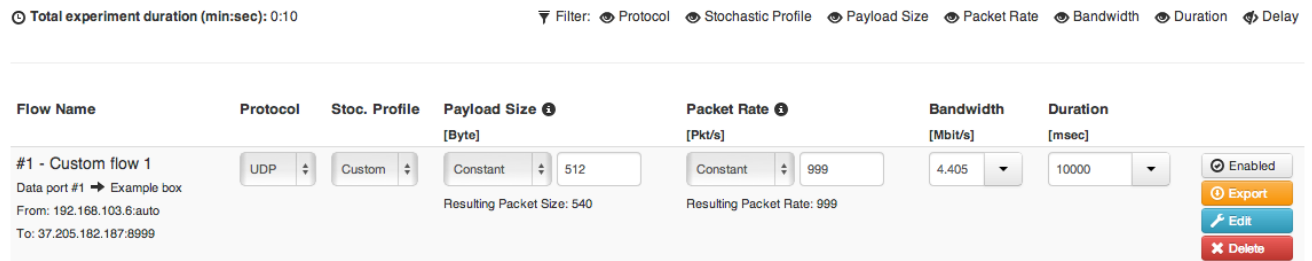 Total experiment duration (min:sec): 0:10
Filter: Protocol Stochastic Profile Payload Size Packet Rate Bandwidth Duration Delay
Flow Name Protocol Stoc. Profile Payload Size Packet Rate Bandwidth Duration
[Byte] [Pkt/s] [Mbit/s] [msec]
#1 - Custom flow 1 UDP Custom Constant 512 Constant 999 4.405 10000 Enabled
Data port #1 ➔ Example box
Export
From: 192.168.103.6:auto Resulting Packet Size: 540 Resulting Packet Rate: 999
Edit
To: 37.205.182.187:8999
Delete